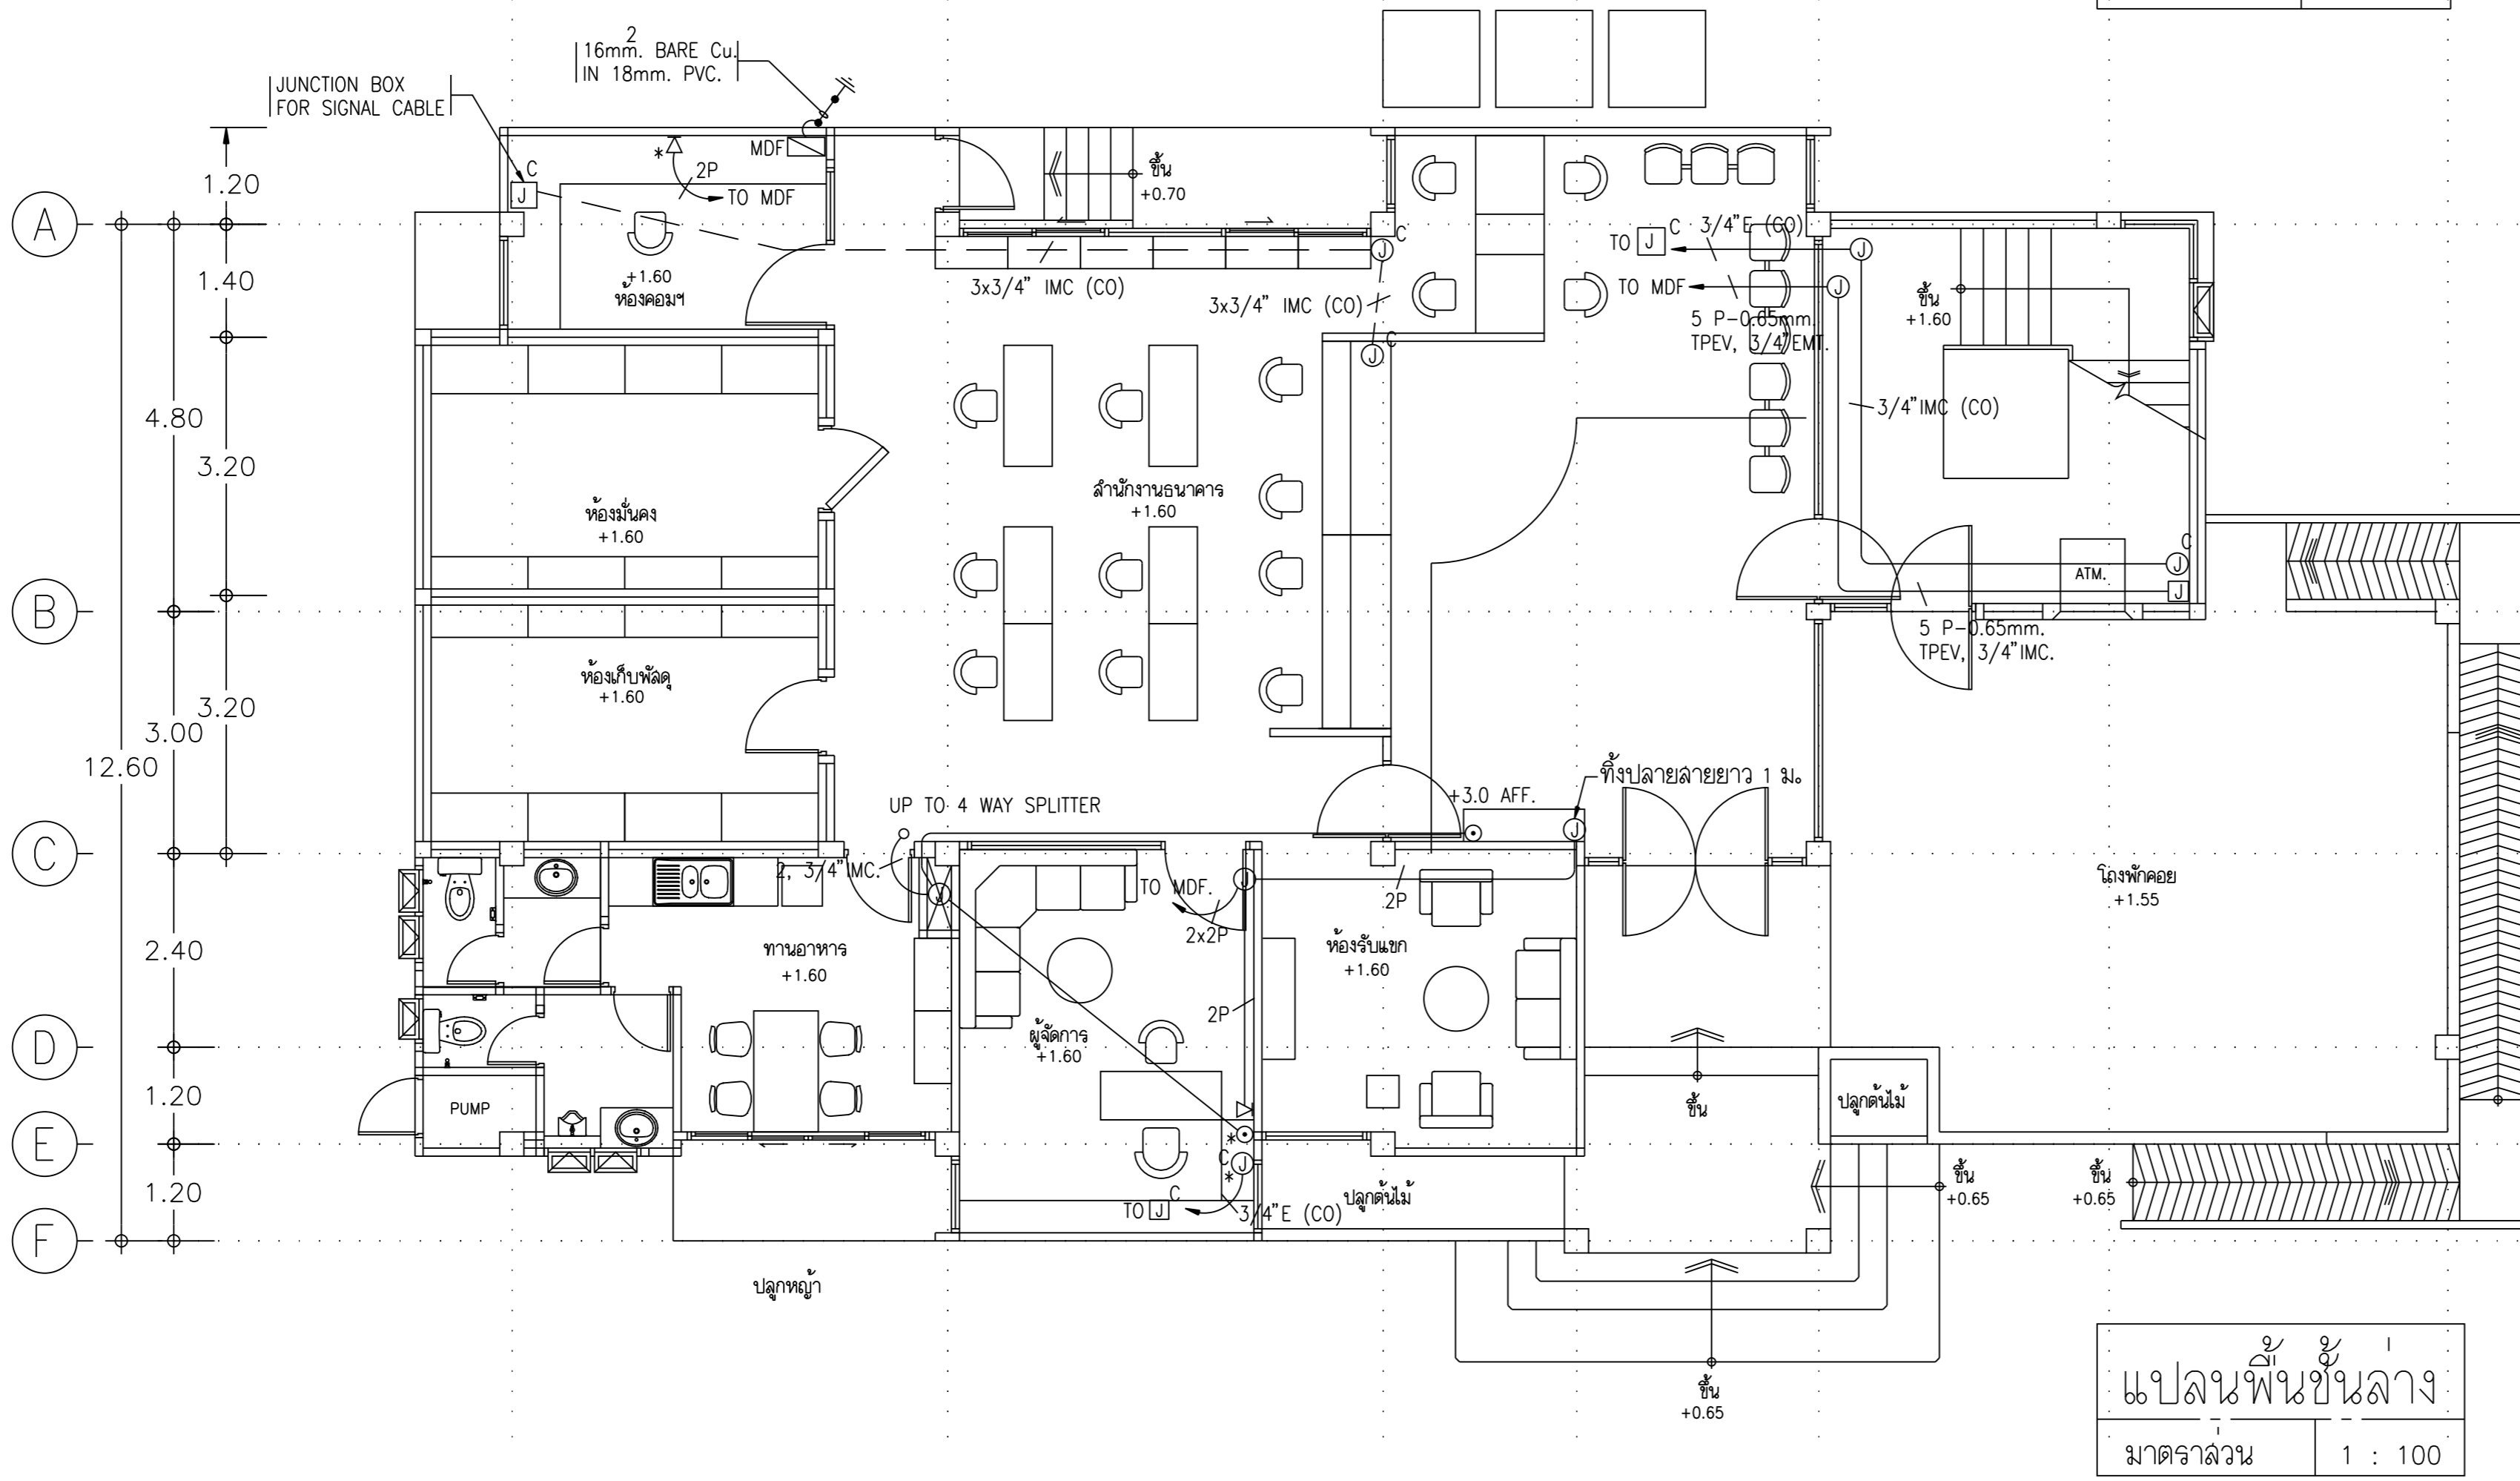 2
16mm. BARE Cu.
IN 18mm. PVC.
JUNCTION BOX
FOR SIGNAL CABLE
C
J
*
2P
TO MDF
MDF
ขึ้น
+0.70
A
1.20
1.40
+1.60
ห้องคอมฯ
3x3/4" IMC (CO)
J
C
3x3/4" IMC (CO)
J
C
TO J
C
3/4"E (CO)
J
TO MDF
J
5 P-0.65mm.
TPEV, 3/4"EMT.
ขึ้น
+1.60
3/4"IMC (CO)
4.80
3.20
ห้องมั่นคง
+1.60
สำนักงานธนาคาร
+1.60
B
ATM.
C
J
J
5 P-0.65mm.
TPEV, 3/4"IMC.
ห้องเก็บพัสดุ
+1.60
3.20
3.00
12.60
UP TO 4 WAY SPLITTER
+3.0 AFF.
ทิ้งปลายสายยาว 1 ม.
J
C
2, 3/4"IMC.
J
TO MDF.
J
2x2P
2P
2P
โถงพักคอย
+1.55
2.40
ทานอาหาร
+1.60
ห้องรับแขก
+1.60
D
ผู้จัดการ
+1.60
1.20
PUMP
ขึ้น
ปลูกต้นไม้
E
*
C
J
*
1.20
TO J
C
3/4"E (CO)
ปลูกต้นไม้
ขึ้น
+0.65
ขึ้น
+0.65
F
ปลูกหญ้า
ขึ้น
+0.65
แปลนพื้นชั้นล่าง
มาตราส่วน 1 : 100